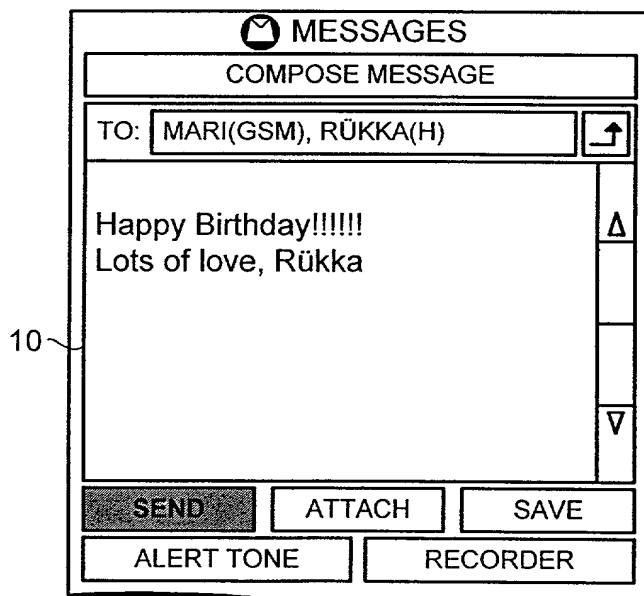 MESSAGES
COMPOSE MESSAGE
TO: MARI(GSM), RÜKKA(H)
Happy Birthday!!!!!!
Lots of love, Rükka
10
SEND ATTACH SAVE
ALERT TONE RECORDER